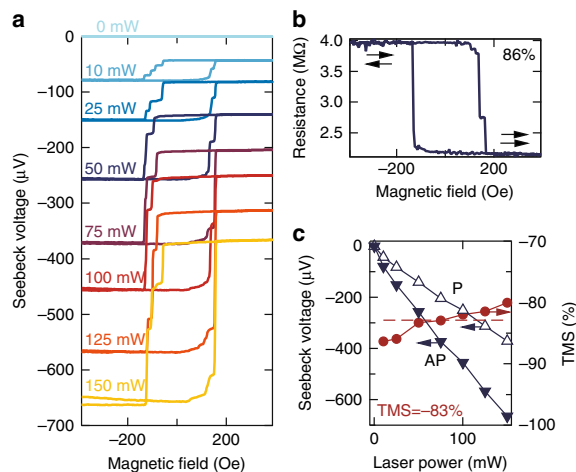 a
0 mW
10 mW
25 mW
50 mW
75 mW
100 mW
125 mW
150 mW
0
−100
−200
−300
−400
−500
−600
−700
Seebeck voltage (μV)
−200
200
Magnetic field (Oe)
b
86%
4.0
3.5
3.0
2.5
Resistance (MΩ)
−200
200
Magnetic field (Oe)
c
P
AP
TMS=−83%
0
−200
−400
−600
Seebeck voltage (μV)
−70
−80
−90
−100
TMS (%)
0
100
Laser power (mW)